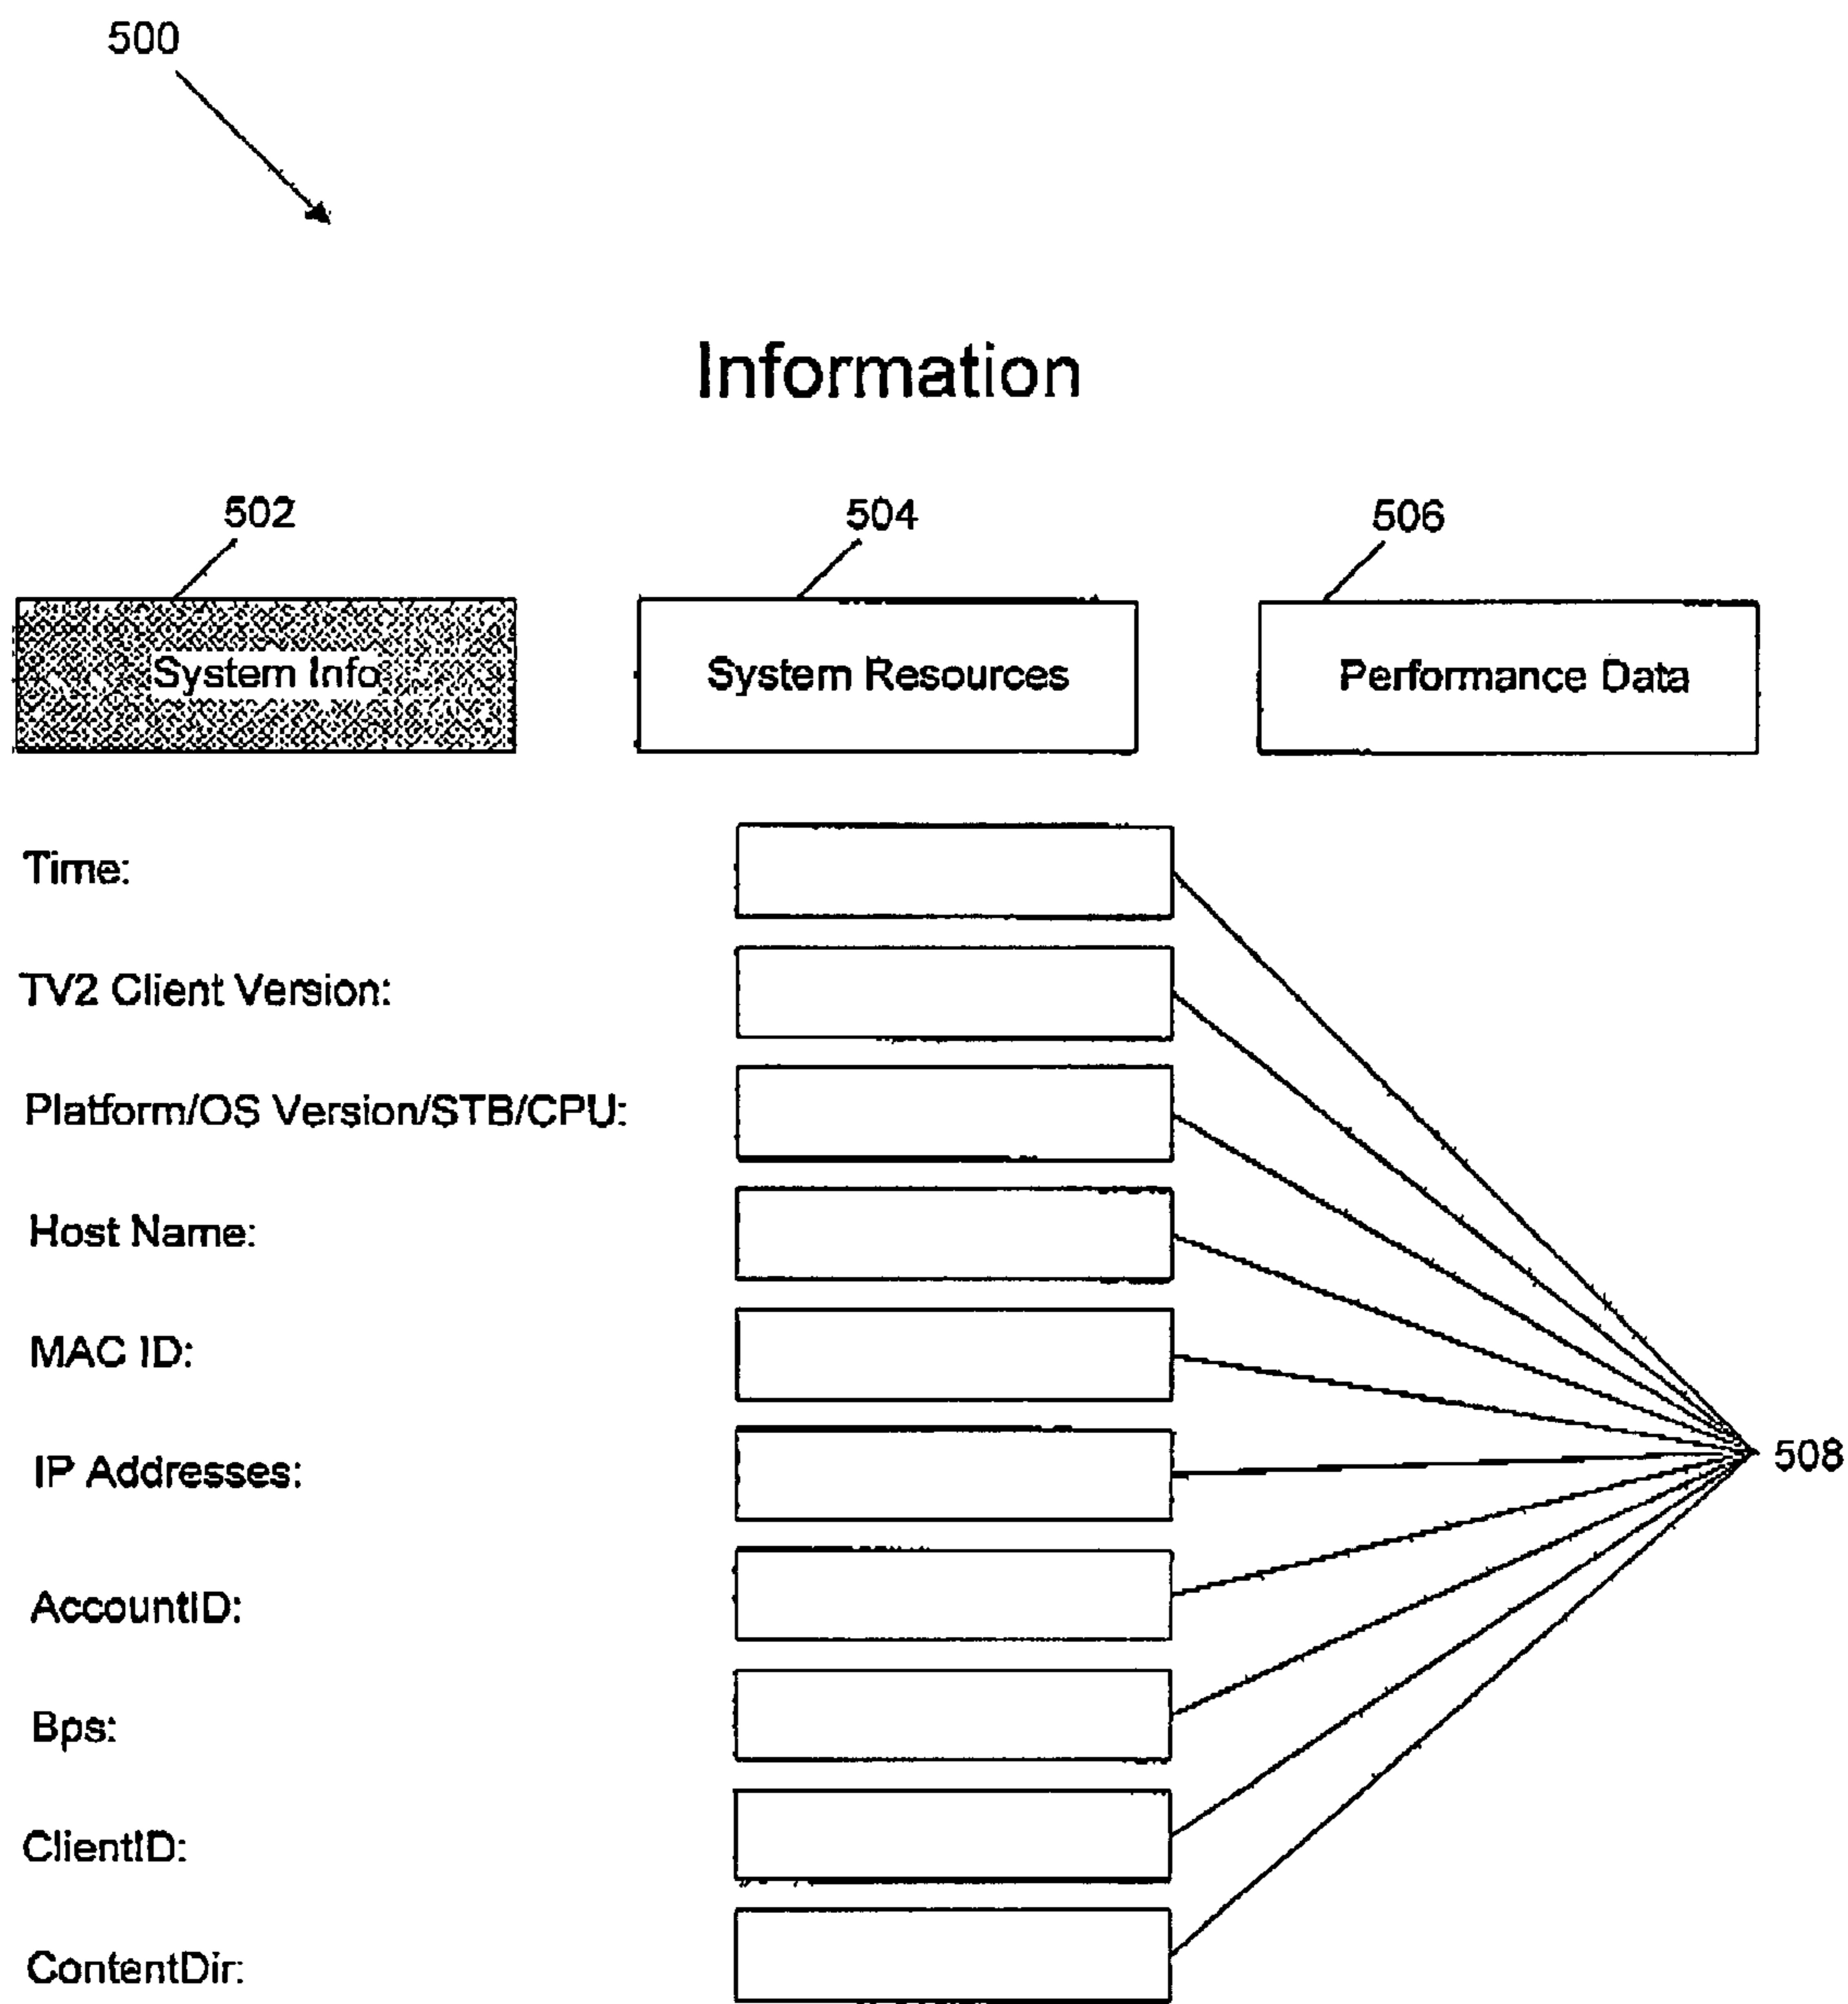 500
Information
502 504 506
System Info System Resources Performance Data
Time:
TV2 Client Version:
Platform/OS Version/STB/CPU:
Host Name:
MAC ID:
IP Addresses: 508
AccountID:
Bps:
ClientID:
ContentDir: